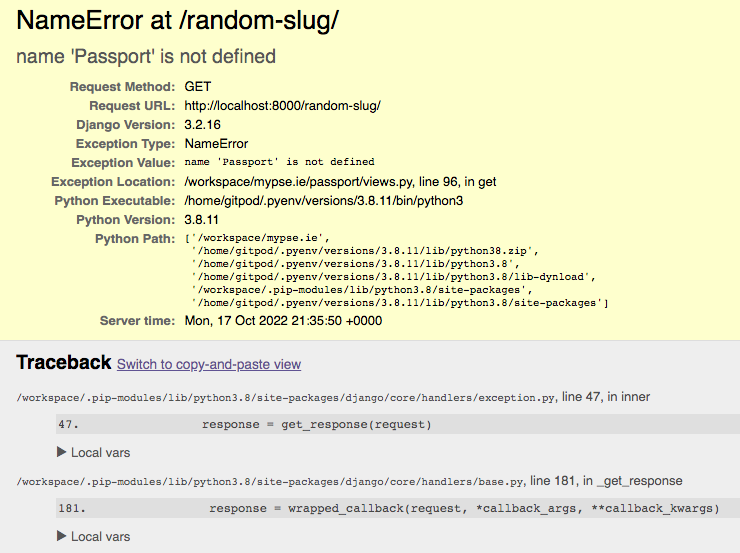 NameError at /random-slug/
name 'Passport' is not defined
Request Method: GET
Request URL: http://localhost:8000/random-slug/
Django Version: 3.2.16
Exception Type: NameError
Exception Value: name 'Passport' is not defined
Exception Location: /workspace/mypse.ie/passport/views.py, line 96, in get
Python Executable: /home/gitpod/.pyenv/versions/3.8.11/bin/python3
Python Version: 3.8.11
Python Path: ['/workspace/mypse.ie',
'/home/gitpod/.pyenv/versions/3.8.11/lib/python38.zip',
'/home/gitpod/.pyenv/versions/3.8.11/lib/python3.8',
'/home/gitpod/.pyenv/versions/3.8.11/lib/python3.8/lib-dynload',
'/workspace/.pip-modules/lib/python3.8/site-packages',
'/home/gitpod/.pyenv/versions/3.8.11/lib/python3.8/site-packages']
Server time: Mon, 17 Oct 2022 21:35:50 +0000
Traceback Switch to copy-and-paste view
/workspace/.pip-modules/lib/python3.8/site-packages/django/core/handlers/exception.py, line 47, in inner
47. response = get_response(request)
▶ Local vars
/workspace/.pip-modules/lib/python3.8/site-packages/django/core/handlers/base.py, line 181, in _get_response
181. response = wrapped_callback(request, *callback_args, **callback_kwargs)
▶ Local vars